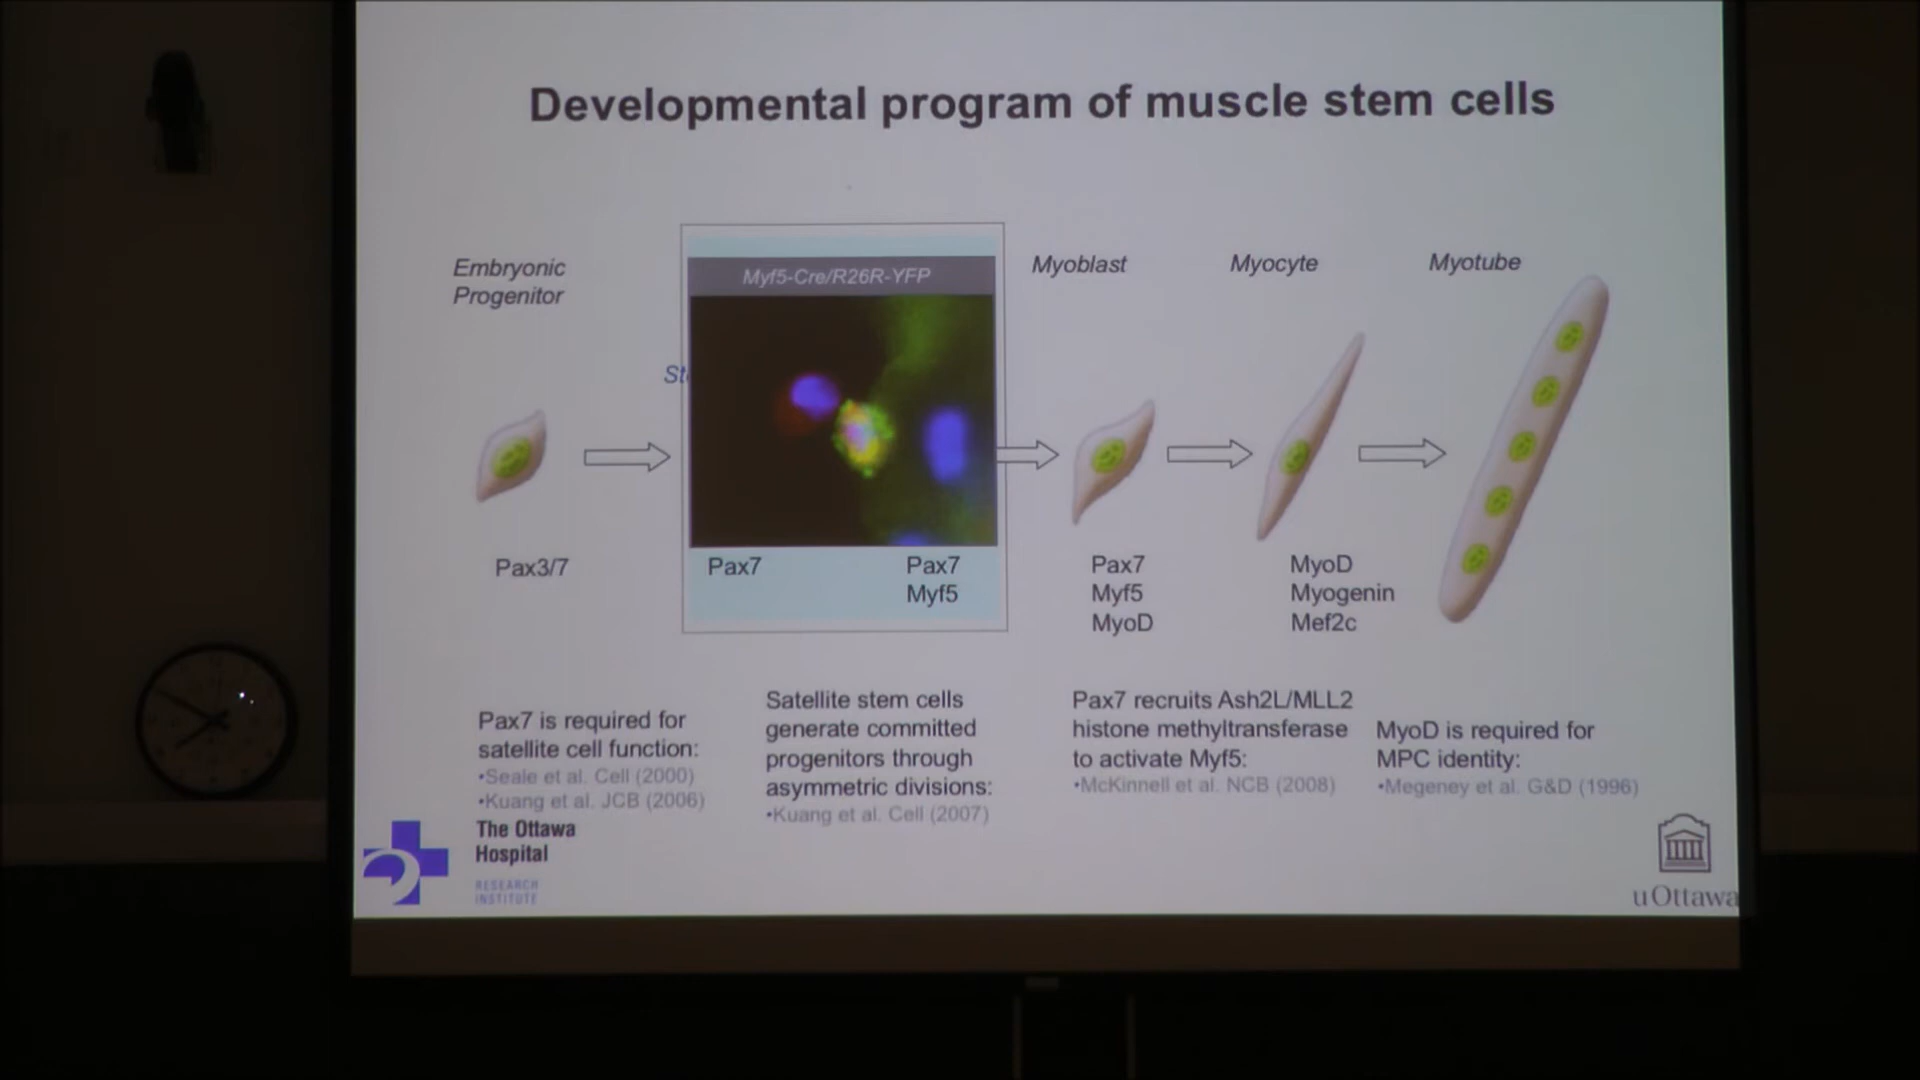 Developmental program of muscle stem cells
Embryonic
Progenitor
Myf5-Cre/R26R-YFP
Myoblast
Myocyte
Myotube
Pax3/7
Pax7
Pax7
Myf5
Pax7
Myf5
MyoD
MyoD
Myogenin
Mef2c
Pax7 is required for
satellite cell function:
•Seale et al. Cell (2000)
•Kuang et al. JCB (2006)
Satellite stem cells
generate committed
progenitors through
asymmetric divisions:
•Kuang et al. Cell (2007)
Pax7 recruits Ash2L/MLL2
histone methyltransferase
to activate Myf5:
•McKinnell et al. NCB (2008)
MyoD is required for
MPC identity:
•Megeney et al. G&D (1996)
The Ottawa
Hospital
RESEARCH
INSTITUTE
uOttawa